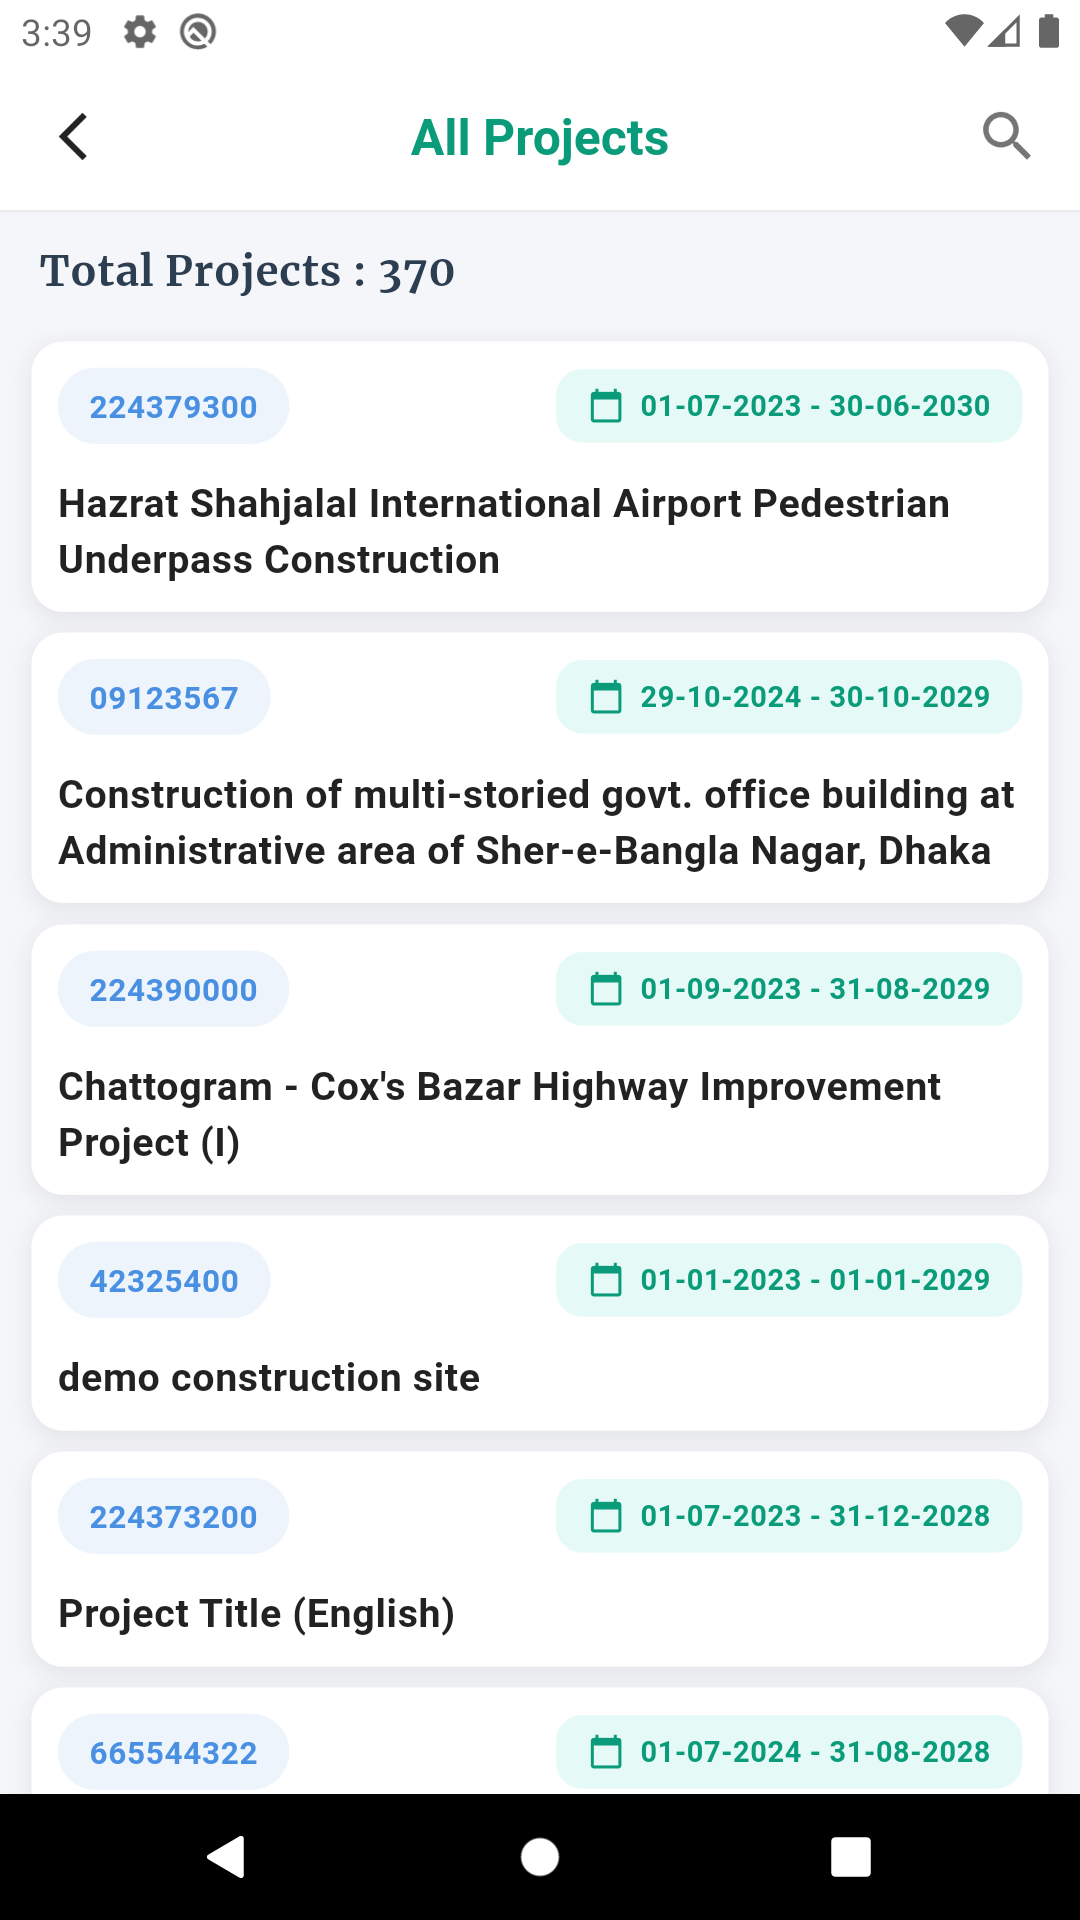 3:39
All Projects
Total Projects : 370
224379300
01-07-2023 - 30-06-2030
Hazrat Shahjalal International Airport Pedestrian
Underpass Construction
09123567
29-10-2024 - 30-10-2029
Construction of multi-storied govt. office building at
Administrative area of Sher-e-Bangla Nagar, Dhaka
224390000
01-09-2023 - 31-08-2029
Chattogram - Cox's Bazar Highway Improvement
Project (I)
42325400
01-01-2023 - 01-01-2029
demo construction site
224373200
01-07-2023 - 31-12-2028
Project Title (English)
665544322
01-07-2024 - 31-08-2028